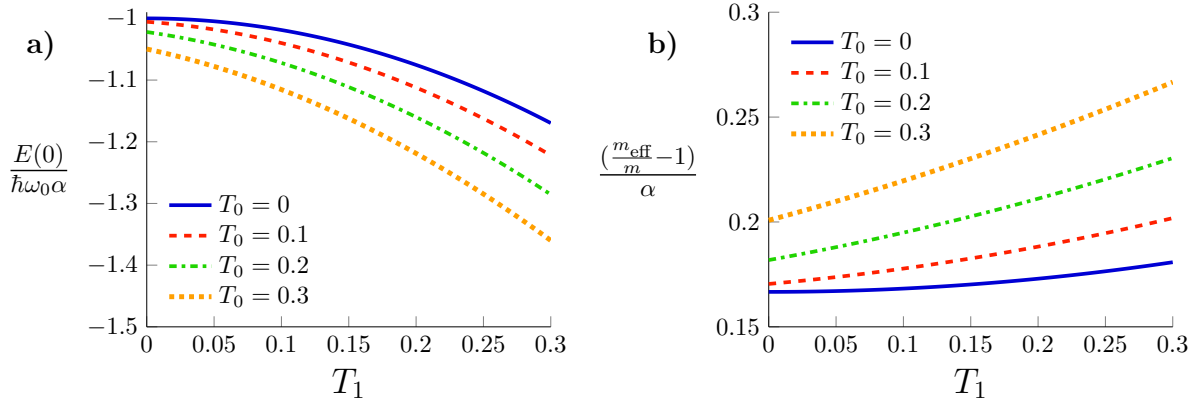 a)
−1
−1.1
−1.2
−1.3
−1.4
−1.5
E(0)
ħω₀α
T₀ = 0
T₀ = 0.1
T₀ = 0.2
T₀ = 0.3
0 0.05 0.1 0.15 0.2 0.25 0.3
T₁
b)
0.3
0.25
0.2
0.15
(m_eff/m −1)
α
T₀ = 0
T₀ = 0.1
T₀ = 0.2
T₀ = 0.3
0 0.05 0.1 0.15 0.2 0.25 0.3
T₁